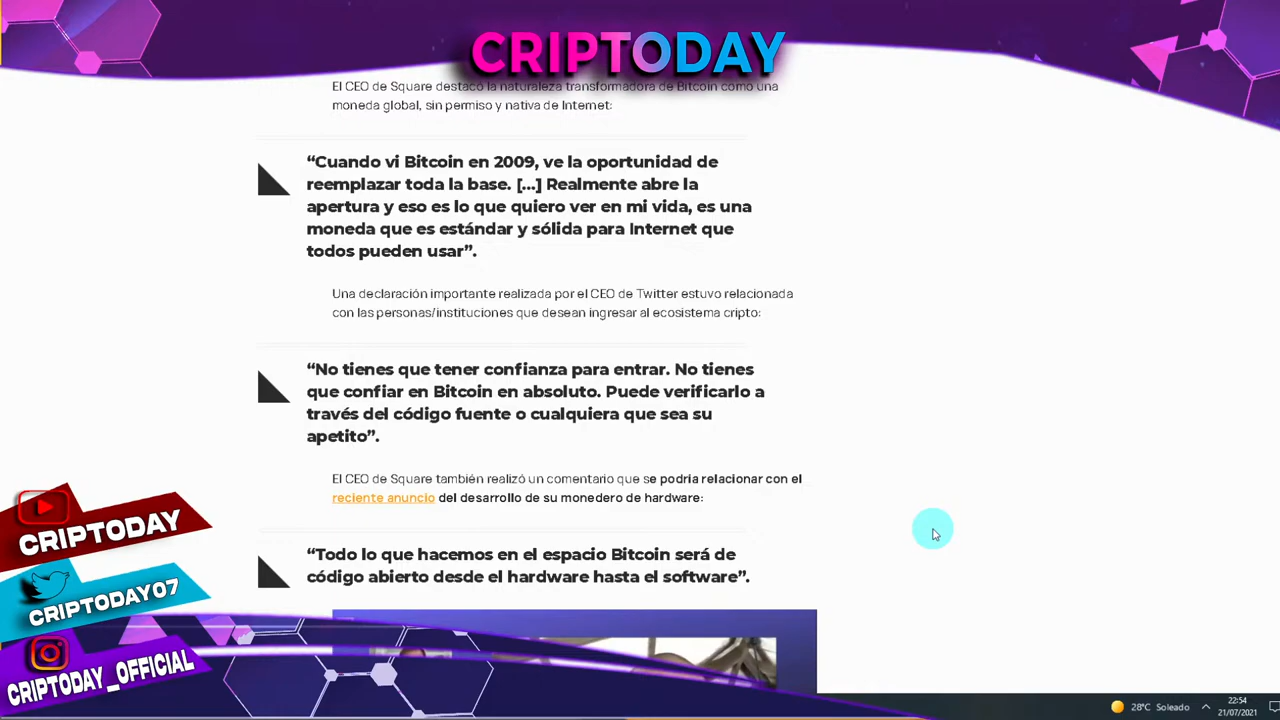 CRIPTODAY
El CEO de Square destacó la naturaleza transformadora de Bitcoin como una
moneda global, sin permiso y nativa de Internet:
“Cuando vi Bitcoin en 2009, ve la oportunidad de
reemplazar toda la base. [...] Realmente abre la
apertura y eso es lo que quiero ver en mi vida, es una
moneda que es estándar y sólida para Internet que
todos pueden usar”.
Una declaración importante realizada por el CEO de Twitter estuvo relacionada
con las personas/instituciones que desean ingresar al ecosistema cripto:
“No tienes que tener confianza para entrar. No tienes
que confiar en Bitcoin en absoluto. Puede verificarlo a
través del código fuente o cualquiera que sea su
apetito”.
El CEO de Square también realizó un comentario que se podría relacionar con el
reciente anuncio del desarrollo de su monedero de hardware:
“Todo lo que hacemos en el espacio Bitcoin será de
código abierto desde el hardware hasta el software”.
CRIPTODAY
CRIPTODAY07
CRIPTODAY_OFFICIAL
28°C Soleado
22:54
21/07/2021